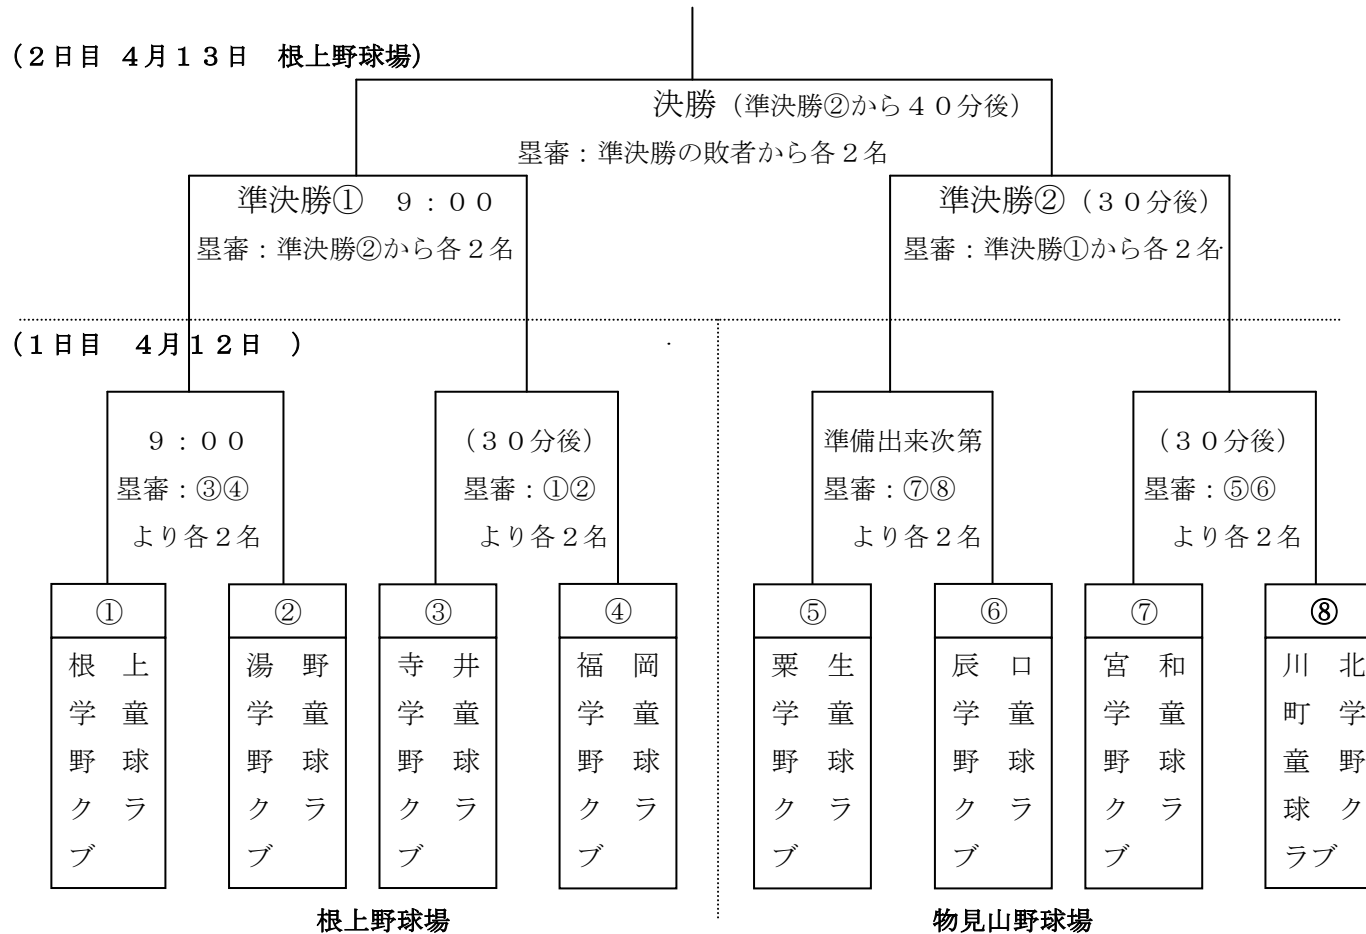 (2日目 4月13日 根上野球場)
決勝(準決勝②から40分後)
塁審:準決勝の敗者から各2名
準決勝① 9:00
塁審:準決勝②から各2名
準決勝②(30分後)
塁審:準決勝①から各2名
(1日目 4月12日 )
9:00
塁審:③④
より各2名
(30分後)
塁審:①②
より各2名
準備出来次第
塁審:⑦⑧
より各2名
(30分後)
塁審:⑤⑥
より各2名
①
根上
学童
野球
クラ
ブ
②
湯野
学童
野球
クラ
ブ
③
寺井
学童
野球
クラ
ブ
④
福岡
学童
野球
クラ
ブ
⑤
粟生
学童
野球
クラ
ブ
⑥
辰口
学童
野球
クラ
ブ
⑦
宮和
学童
野球
クラ
ブ
⑧
川北
町学
童野
球ク
ラブ
根上野球場
物見山野球場